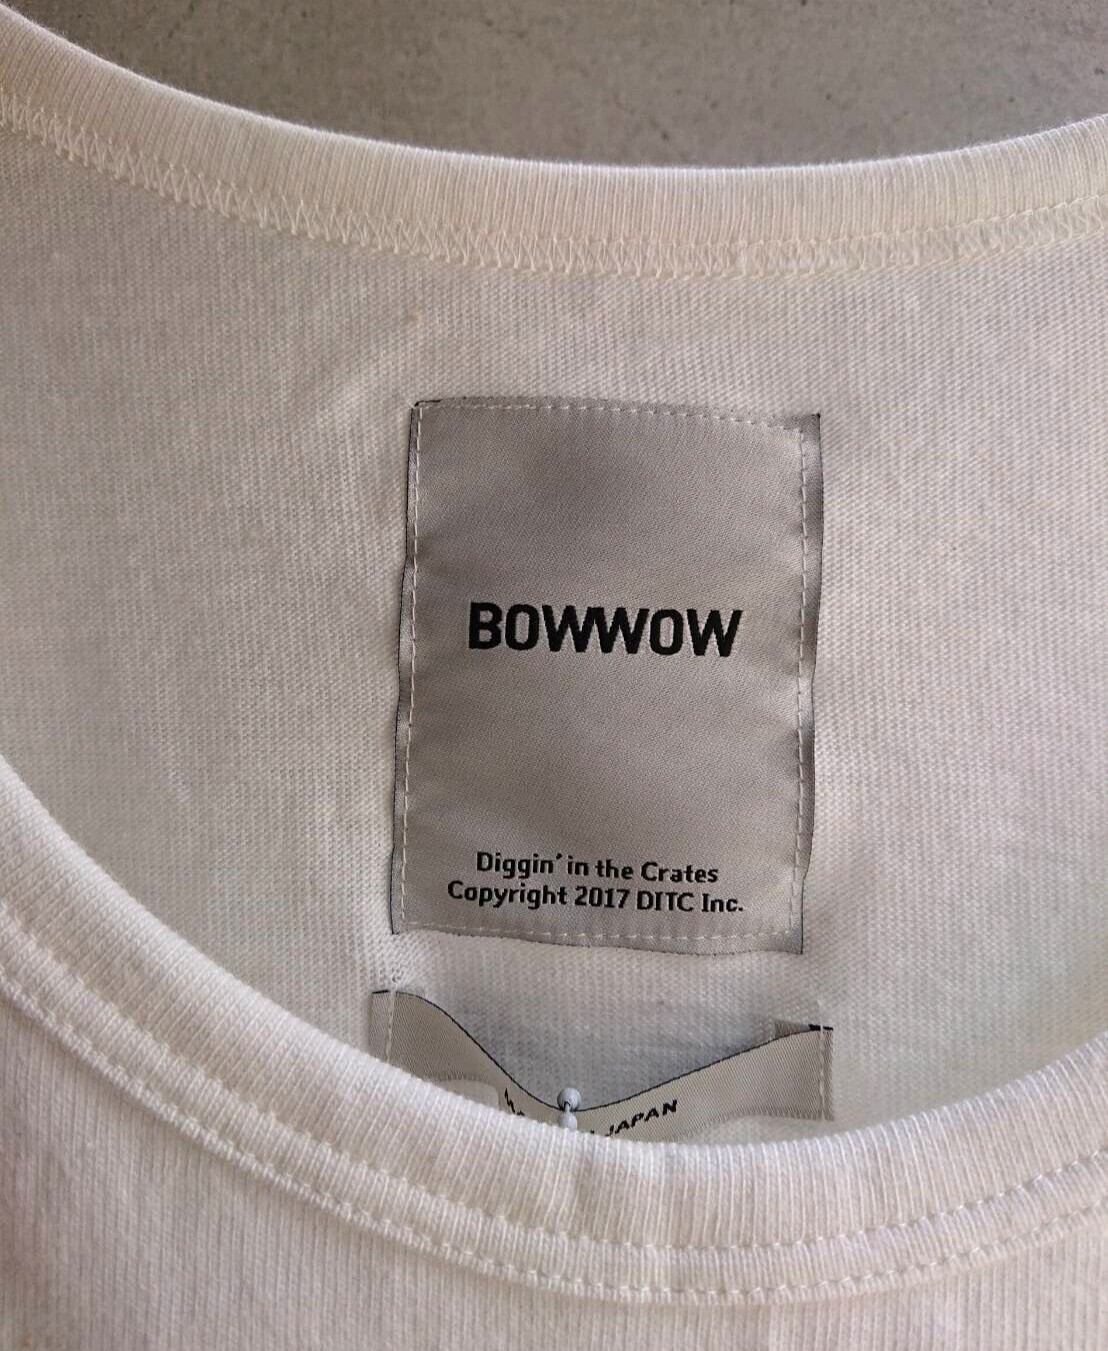 BOWWOW
Diggin' in the Crates
Copyright 2017 DITC Inc.
JAPAN